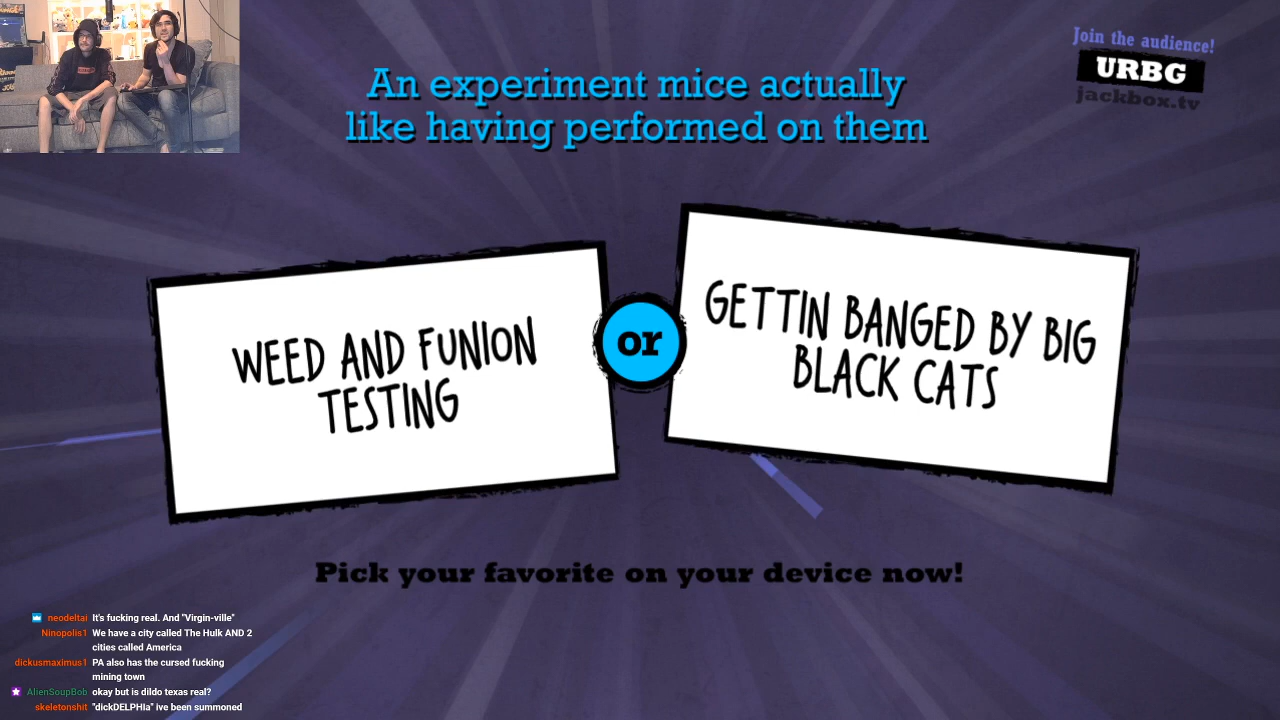 An experiment mice actually
like having performed on them
Join the audience!
URBG
jackbox.tv
WEED AND FUNION
TESTING
or
GETTIN BANGED BY BIG
BLACK CATS
Pick your favorite on your device now!
neodeltai It's fucking real. And "Virgin-ville"
Ninopolis1 We have a city called The Hulk AND 2
cities called America
dickusmaximus1 PA also has the cursed fucking
mining town
AlienSoupBob okay but is dildo texas real?
skeletonshit "dickDELPHIa" ive been summoned